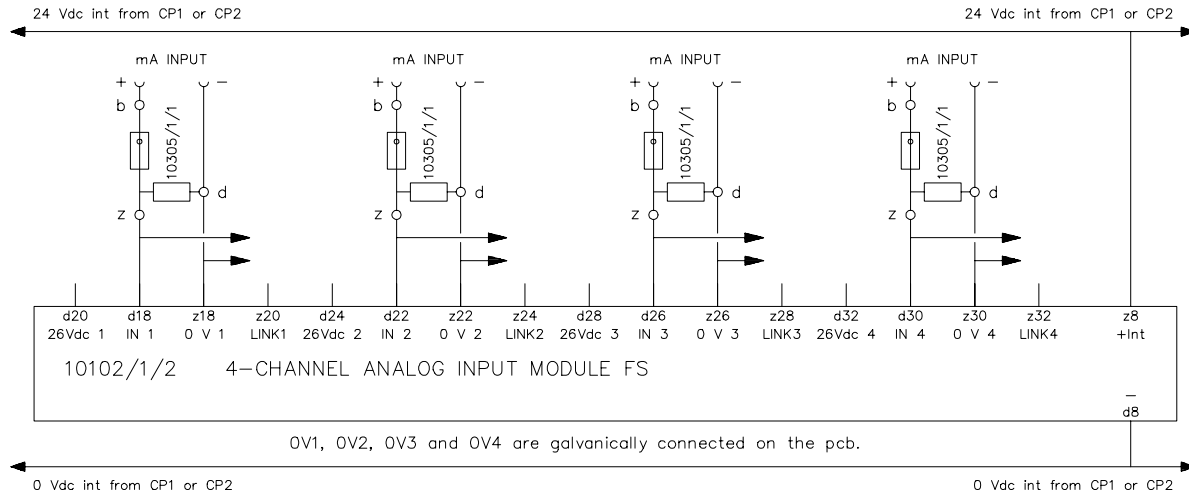 24 Vdc int from CP1 or CP2 24 Vdc int from CP1 or CP2
mA INPUT mA INPUT mA INPUT mA INPUT
+ − + − + − + −
b b b b
10305/1/1 10305/1/1 10305/1/1 10305/1/1
d d d d
z z z z
d20 d18 z18 z20 d24 d22 z22 z24 d28 d26 z26 z28 d32 d30 z30 z32 z8
26Vdc 1 IN 1 0 V 1 LINK1 26Vdc 2 IN 2 0 V 2 LINK2 26Vdc 3 IN 3 0 V 3 LINK3 26Vdc 4 IN 4 0 V 4 LINK4 +Int
10102/1/2 4−CHANNEL ANALOG INPUT MODULE FS
−
d8
0V1, 0V2, 0V3 and 0V4 are galvanically connected on the pcb.
0 Vdc int from CP1 or CP2 0 Vdc int from CP1 or CP2